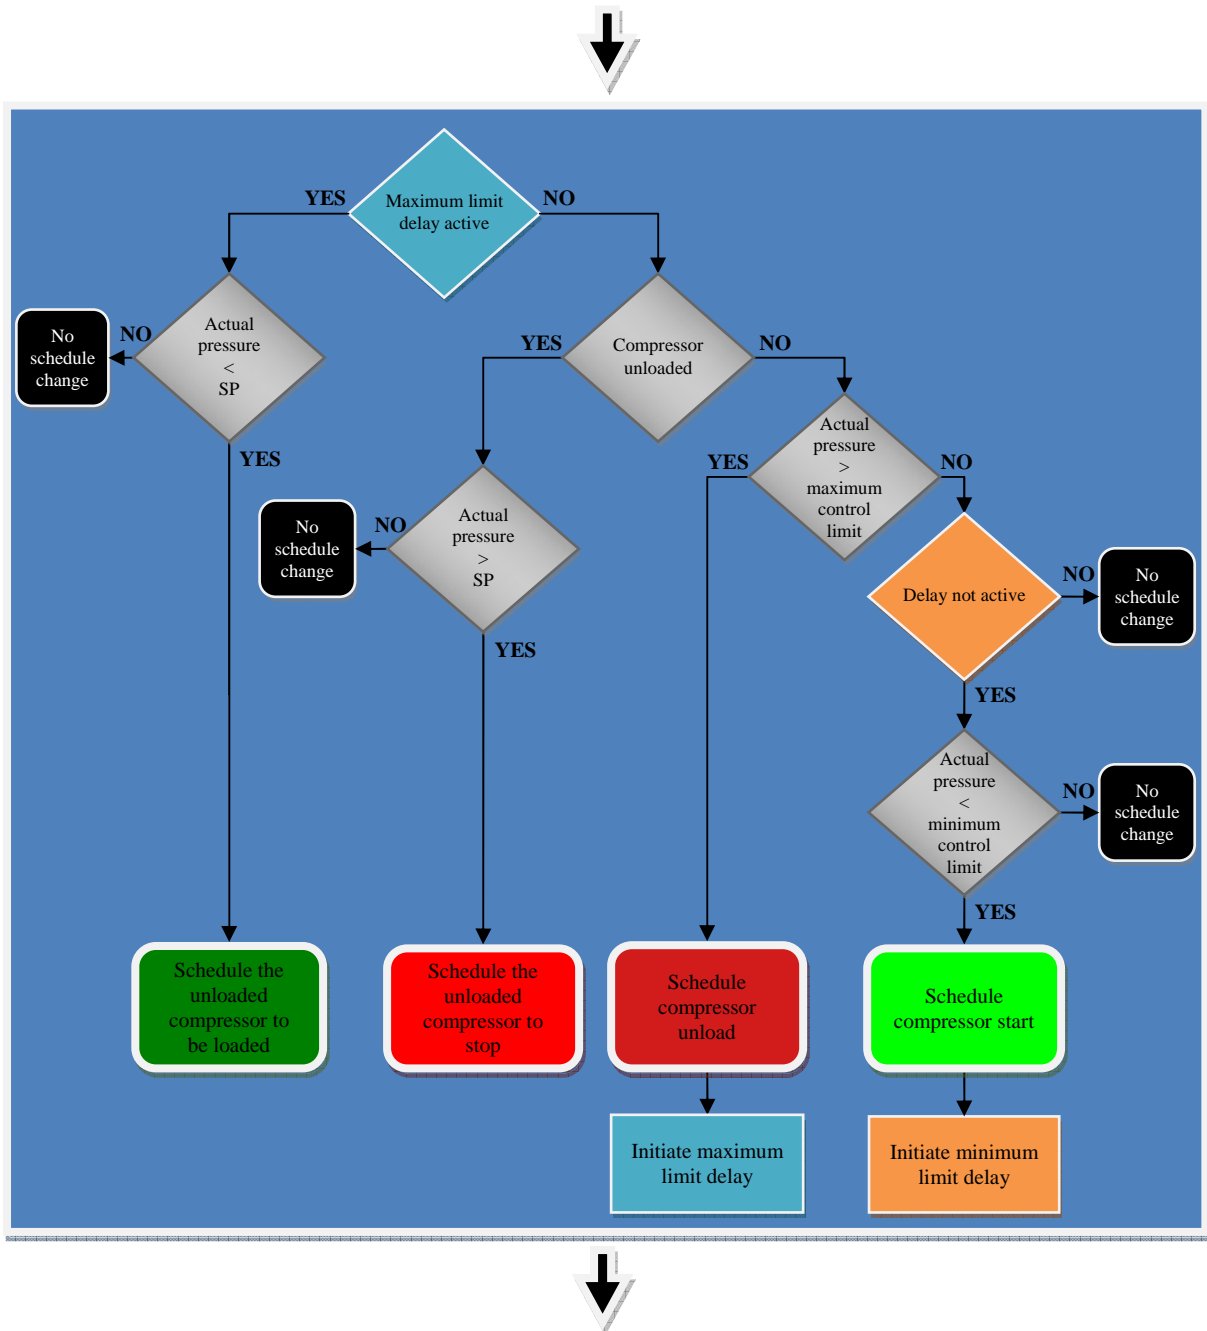 YES
Maximum limit
delay active
NO
No
schedule
change
NO
Actual
pressure
<
SP
YES
YES
Compressor
unloaded
NO
No
schedule
change
NO
Actual
pressure
>
SP
YES
YES
Actual
pressure
>
maximum
control
limit
NO
Delay not active
NO
No
schedule
change
YES
Actual
pressure
<
minimum
control
limit
NO
No
schedule
change
YES
Schedule the
unloaded
compressor to
be loaded
Schedule the
unloaded
compressor to
stop
Schedule
compressor
unload
Schedule
compressor start
Initiate maximum
limit delay
Initiate minimum
limit delay